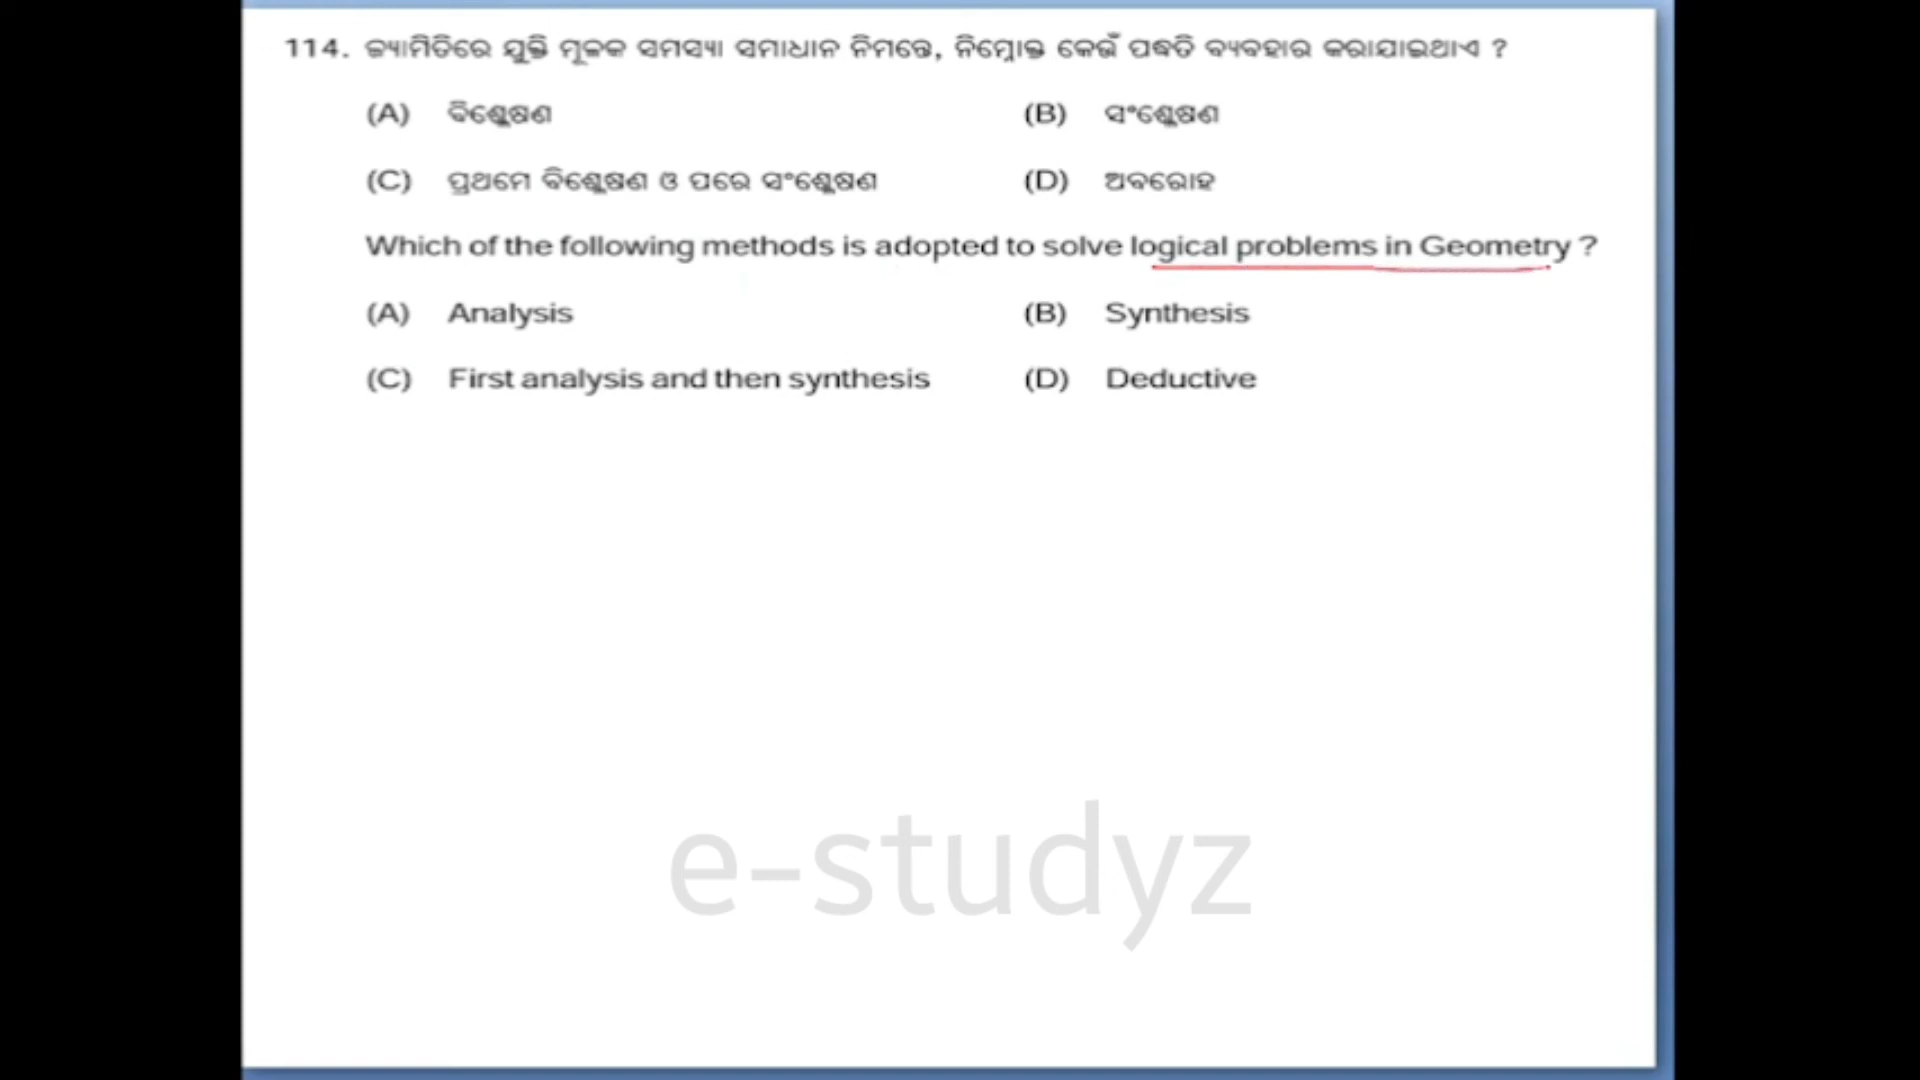 114. ଜ୍ୟାମିତିରେ ଯୁକ୍ତି ମୂଳକ ସମସ୍ୟା ସମାଧାନ ନିମନ୍ତେ, ନିମ୍ନୋକ୍ତ କେଉଁ ପଦ୍ଧତି ବ୍ୟବହାର କରାଯାଇଥାଏ ?
(A) ବିଶ୍ଳେଷଣ (B) ସଂଶ୍ଳେଷଣ
(C) ପ୍ରଥମେ ବିଶ୍ଳେଷଣ ଓ ପରେ ସଂଶ୍ଳେଷଣ (D) ଅବରୋହ
Which of the following methods is adopted to solve logical problems in Geometry ?
(A) Analysis (B) Synthesis
(C) First analysis and then synthesis (D) Deductive
e-studyz